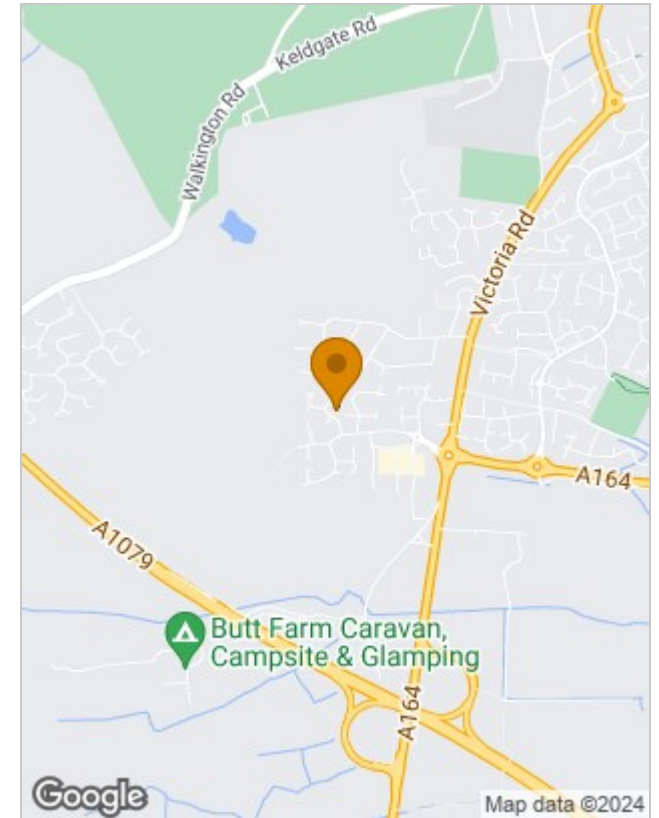 Keldgate Rd
Walkington Rd
Victoria Rd
A164
A1079
Butt Farm Caravan,
Campsite & Glamping
A164
Google
Map data ©2024